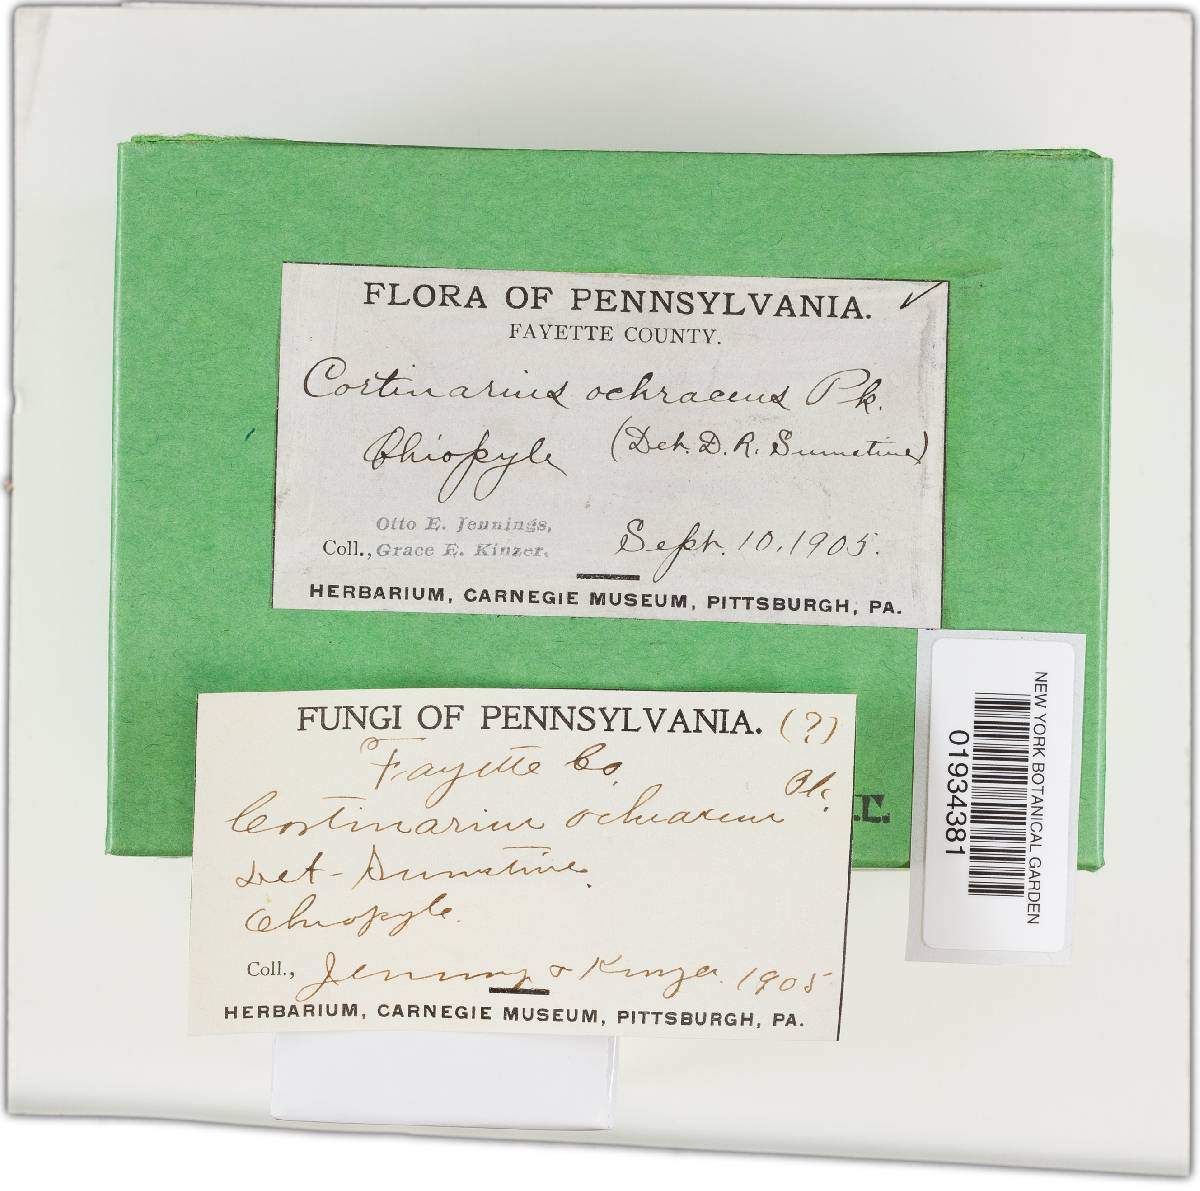 FLORA OF PENNSYLVANIA. ✓
FAYETTE COUNTY.
Cortinarius ochraceus Pk.
Ohiopyle (Det. D. R. Sumstine)
Otto E. Jennings,
Coll., Grace E. Kinzer. Sept. 10, 1905.
HERBARIUM, CARNEGIE MUSEUM, PITTSBURGH, PA.
FUNGI OF PENNSYLVANIA. (?)
Fayette Co.
Cortinarius ochraceus Pk.
Det - Sumstine.
Ohiopyle.
Coll., Jennings & Kinzer. 1905
HERBARIUM, CARNEGIE MUSEUM, PITTSBURGH, PA.
NEW YORK BOTANICAL GARDEN
01934381